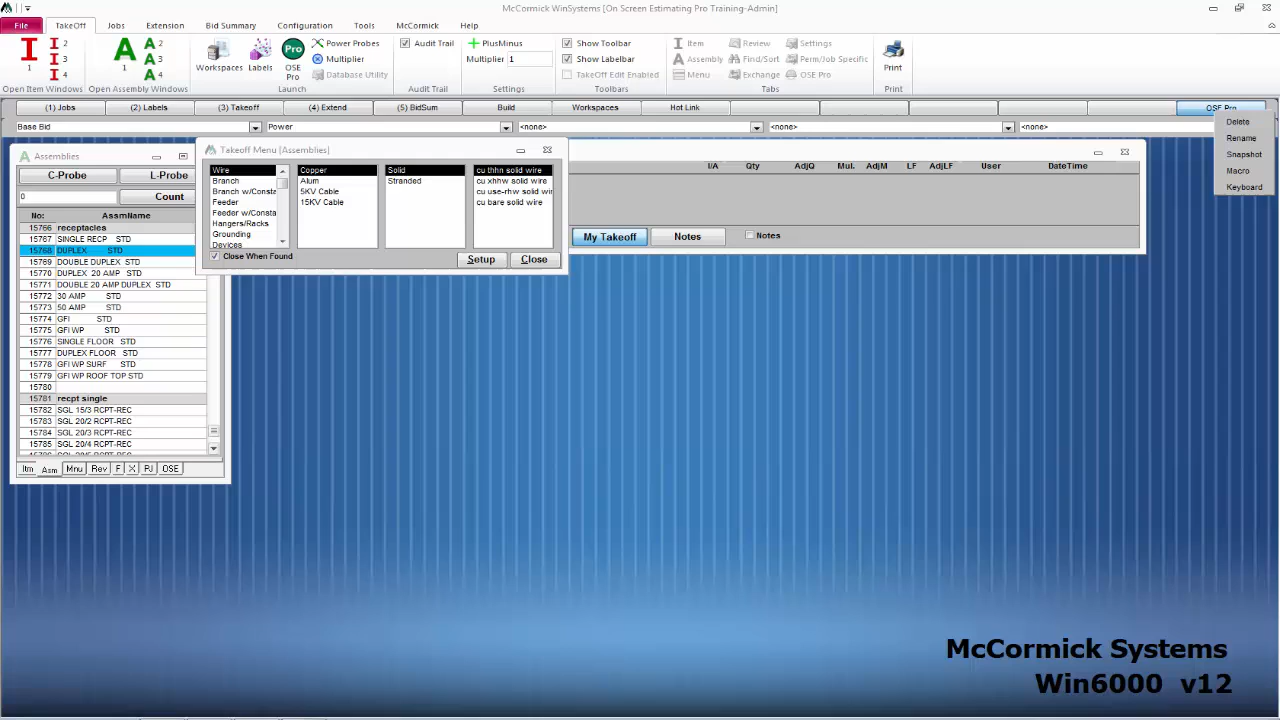 McCormick WinSystems [On Screen Estimating Pro Training-Admin]
File TakeOff Jobs Extension Bid Summary Configuration Tools McCormick Help
I 1 I 2 I 3 I 4 Open Item Windows
A 1 A 2 A 3 A 4 Open Assembly Windows
Workspaces Labels Pro OSE Pro Power Probes Multiplier Database Utility Launch
Audit Trail Audit Trail
PlusMinus Multiplier 1 Settings
Show Toolbar Show Labelbar TakeOff Edit Enabled Toolbars
Item Review Settings
Assembly Find/Sort Perm/Job Specific
Menu Exchange OSE Pro
Tabs
Print Print
(1) Jobs (2) Labels (3) Takeoff (4) Extend (5) BidSum Build Workspaces Hot Link OSE Pro
Base Bid Power <none> <none> <none>
Delete
Rename
Snapshot
Macro
Keyboard
Assemblies
C-Probe L-Probe
0 Count
No: AssmName
15766 receptacles
15767 SINGLE RECP STD
15768 DUPLEX STD
15769 DOUBLE DUPLEX STD
15770 DUPLEX 20 AMP STD
15771 DOUBLE 20 AMP DUPLEX STD
15772 30 AMP STD
15773 50 AMP STD
15774 GFI STD
15775 GFI WP STD
15776 SINGLE FLOOR STD
15777 DUPLEX FLOOR STD
15778 GFI WP SURF STD
15779 GFI WP ROOF TOP STD
15780
15781 recpt single
15782 SGL 15/3 RCPT-REC
15783 SGL 20/2 RCPT-REC
15784 SGL 20/3 RCPT-REC
15785 SGL 20/4 RCPT-REC
Itm Asm Mnu Rev F X PJ OSE
Takeoff Menu [Assemblies]
Wire Copper Solid cu thhn solid wire
Branch Alum Stranded cu xhhw solid wire
Branch w/Consta 5KV Cable cu use-rhw solid wir
Feeder 15KV Cable cu bare solid wire
Feeder w/Consta
Hangers/Racks
Grounding
Devices
Close When Found Setup Close
I/A Qty AdjQ Mul. AdjM LF AdjLF User DateTime
My Takeoff Notes Notes
McCormick Systems
Win6000 v12